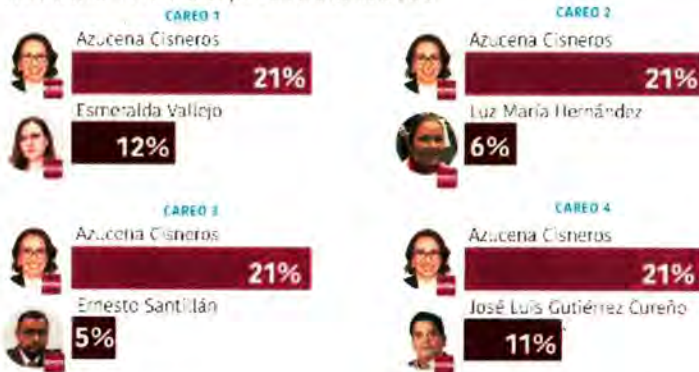 CAREO 1
Azucena Cisneros
21%
Esmeralda Vallejo
12%
CAREO 2
Azucena Cisneros
21%
Luz María Hernández
6%
CAREO 3
Azucena Cisneros
21%
Ernesto Santillán
5%
CAREO 4
Azucena Cisneros
21%
José Luis Gutiérrez Cureño
11%